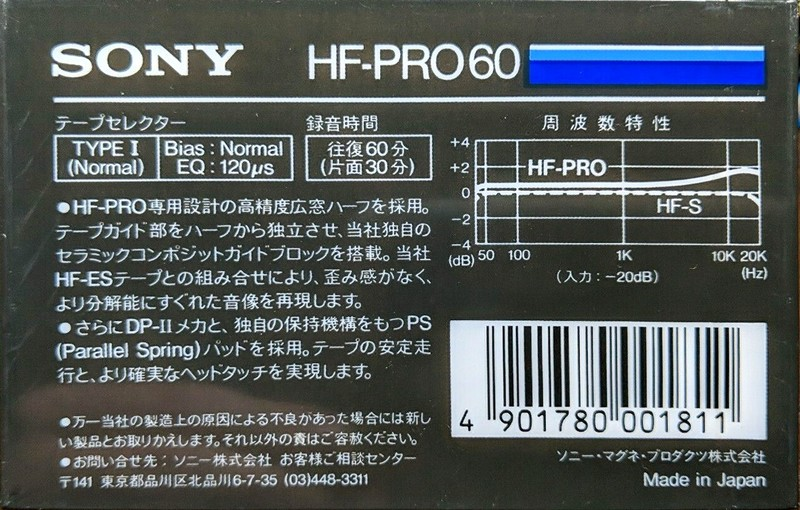 SONY HF-PRO60
テープセレクター
TYPE I
(Normal)
Bias : Normal
EQ : 120μs
録音時間
往復60分
(片面30分)
●HF-PRO専用設計の高精度広窓ハーフを採用。
テープガイド部をハーフから独立させ、当社独自の
セラミックコンポジットガイドブロックを搭載。当社
HF-ESテープとの組み合せにより、歪み感がなく、
より分解能にすぐれた音像を再現します。
●さらにDP-IIメカと、独自の保持機構をもつPS
(Parallel Spring)パッドを採用。テープの安定走
行と、より確実なヘッドタッチを実現します。
●万一当社の製造上の原因による不良があった場合には新し
い製品とお取りかえします。それ以外の責はご容赦ください。
●お問い合せ先：ソニー株式会社 お客様ご相談センター
〒141 東京都品川区北品川6-7-35 (03)448-3311
周波数特性
+4
+2
0
−2
−4
HF-PRO
HF-S
(dB) 50 100 1K 10K 20K
(Hz)
(入力：−20dB)
4 901780 001811
ソニー・マグネ・プロダクツ株式会社
Made in Japan